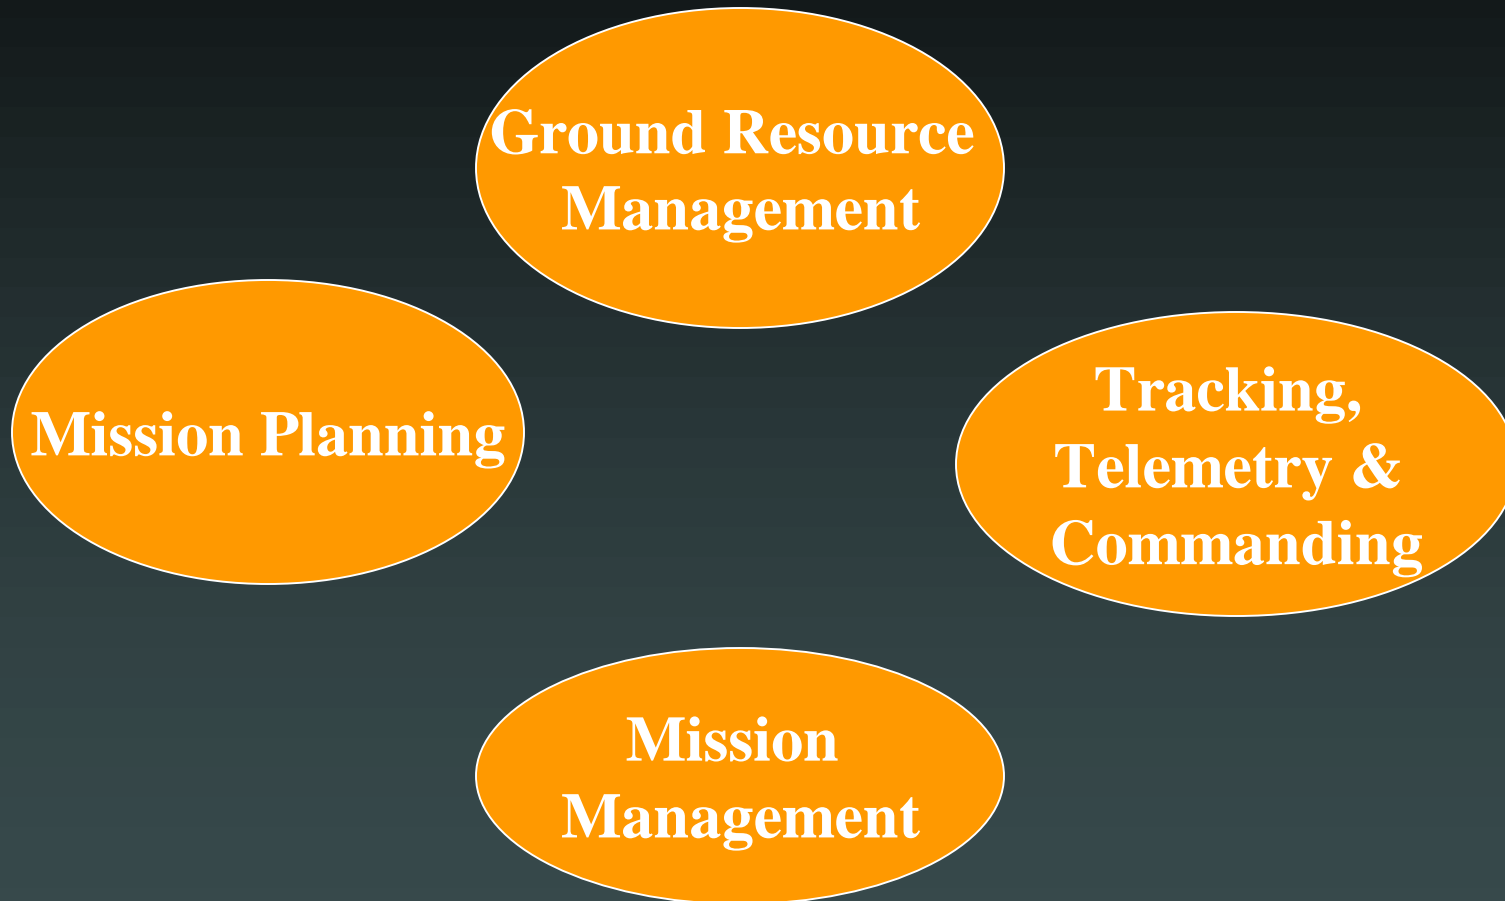 Ground Resource
Management
Mission Planning
Tracking,
Telemetry &
Commanding
Mission
Management